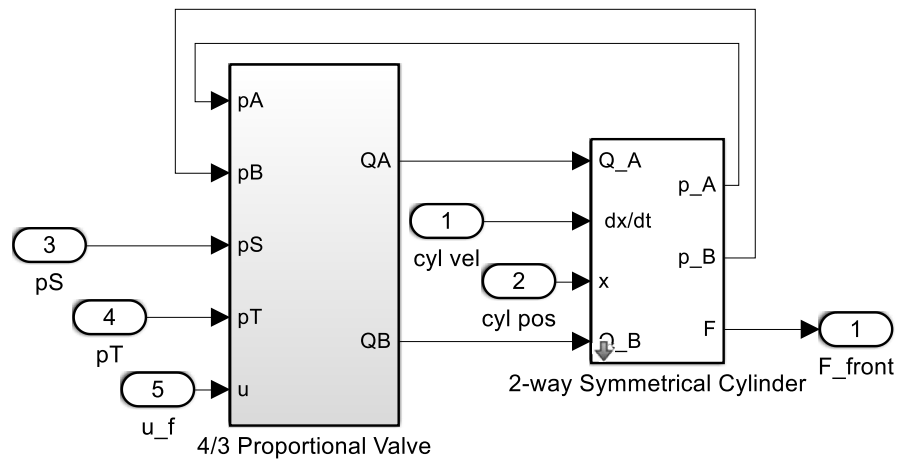 pA
pB
pS
pT
u
QA
QB
4/3 Proportional Valve
3
pS
4
pT
5
u_f
1
cyl vel
2
cyl pos
Q_A
dx/dt
x
Q_B
p_A
p_B
F
2-way Symmetrical Cylinder
1
F_front